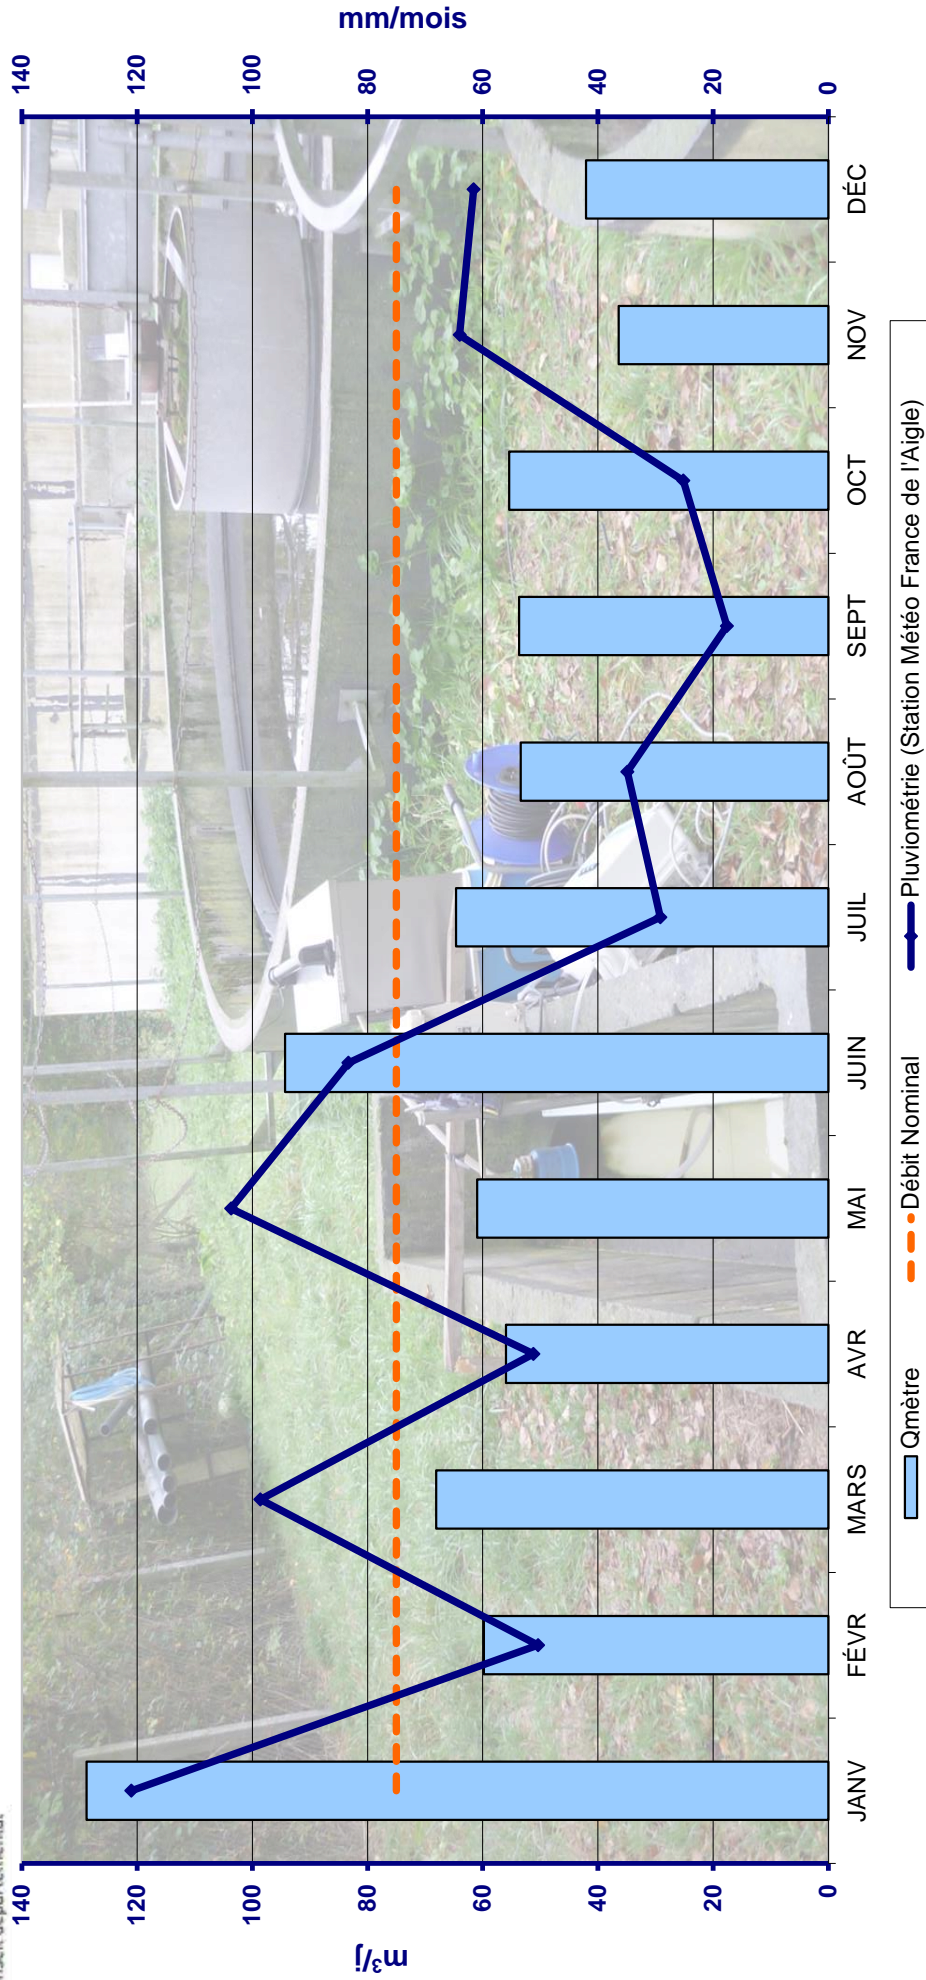 mm/mois
140
120
100
80
60
40
20
0
m³/j
140
120
100
80
60
40
20
0
JANV
FÉVR
MARS
AVR
MAI
JUIN
JUIL
AOÛT
SEPT
OCT
NOV
DÉC
Qmètre
Débit Nominal
Pluviométrie (Station Météo France de l'Aigle)